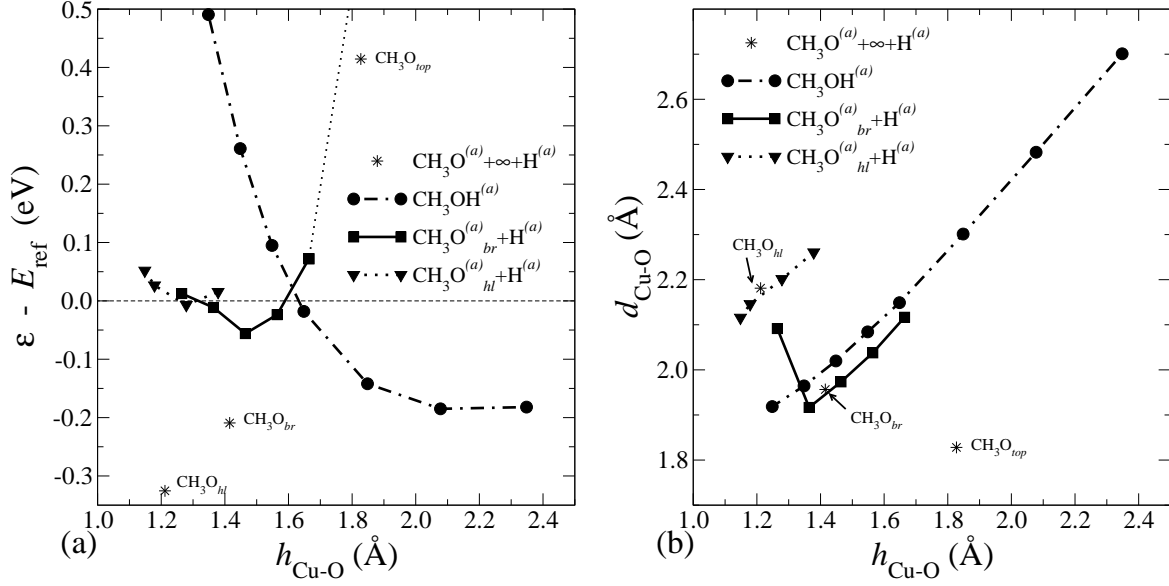 0.5
0.4
0.3
0.2
0.1
0.0
-0.1
-0.2
-0.3
ε - E_ref (eV)
CH₃O_top
CH₃O^(a)+∞+H^(a)
CH₃OH^(a)
CH₃O^(a)_br+H^(a)
CH₃O^(a)_hl+H^(a)
CH₃O_br
CH₃O_hl
1.0 1.2 1.4 1.6 1.8 2.0 2.2 2.4
(a)
h_Cu-O (Å)
2.6
2.4
2.2
2.0
1.8
d_Cu-O (Å)
CH₃O^(a)+∞+H^(a)
CH₃OH^(a)
CH₃O^(a)_br+H^(a)
CH₃O^(a)_hl+H^(a)
CH₃O_hl
CH₃O_br
CH₃O_top
1.0 1.2 1.4 1.6 1.8 2.0 2.2 2.4
(b)
h_Cu-O (Å)